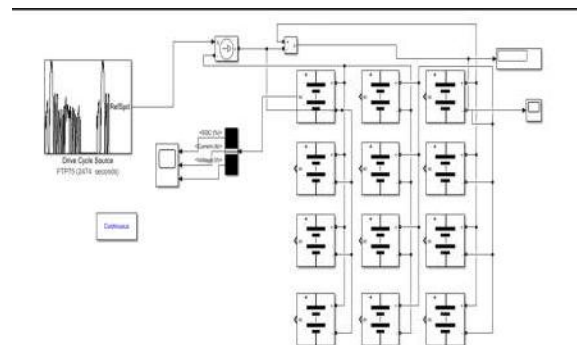 RefSpd
Drive Cycle Source
FTP75 (2474 seconds)
<SOC (%)>
<Current (A)>
<Voltage (V)>
Continuous